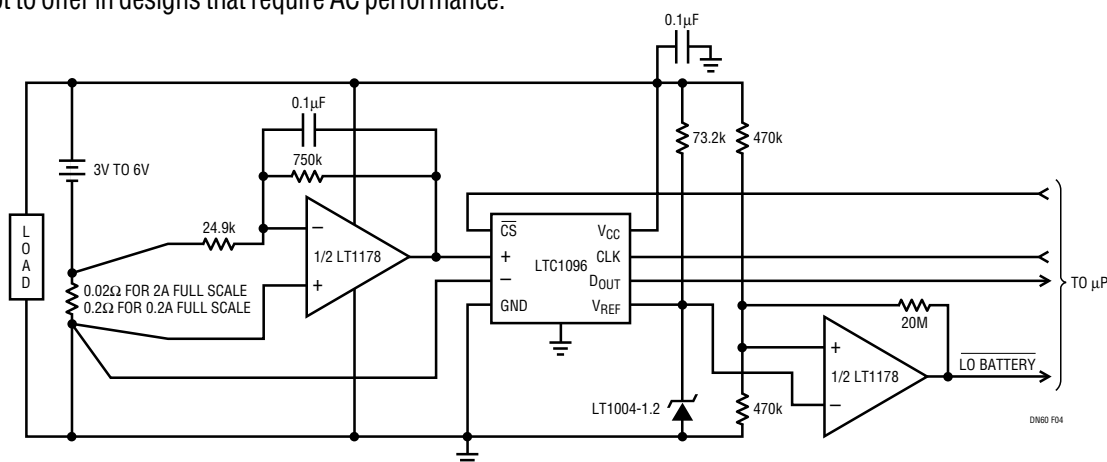 ot to offer in designs that require AC performance.
0.1µF
0.1µF
73.2k
470k
3V TO 6V
750k
LOAD
24.9k
–
1/2 LT1178
+
CS
+
–
GND
LTC1096
VCC
CLK
DOUT
VREF
TO µP
0.02Ω FOR 2A FULL SCALE
0.2Ω FOR 0.2A FULL SCALE
20M
+
1/2 LT1178
–
LO BATTERY
LT1004-1.2
470k
DN60 F04